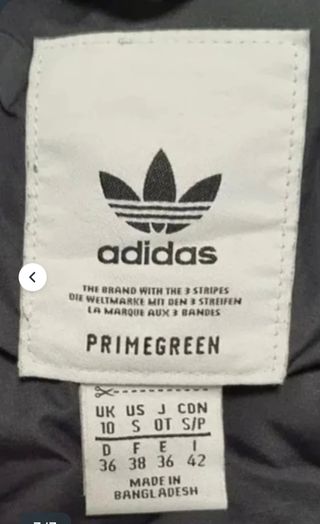 adidas
THE BRAND WITH THE 3 STRIPES
DIE WELTMARKE MIT DEN 3 STREIFEN
LA MARQUE AUX 3 BANDES
PRIMEGREEN
UK US J CDN
10 S OT S/P
D F E I
36 38 36 42
MADE IN
BANGLADESH